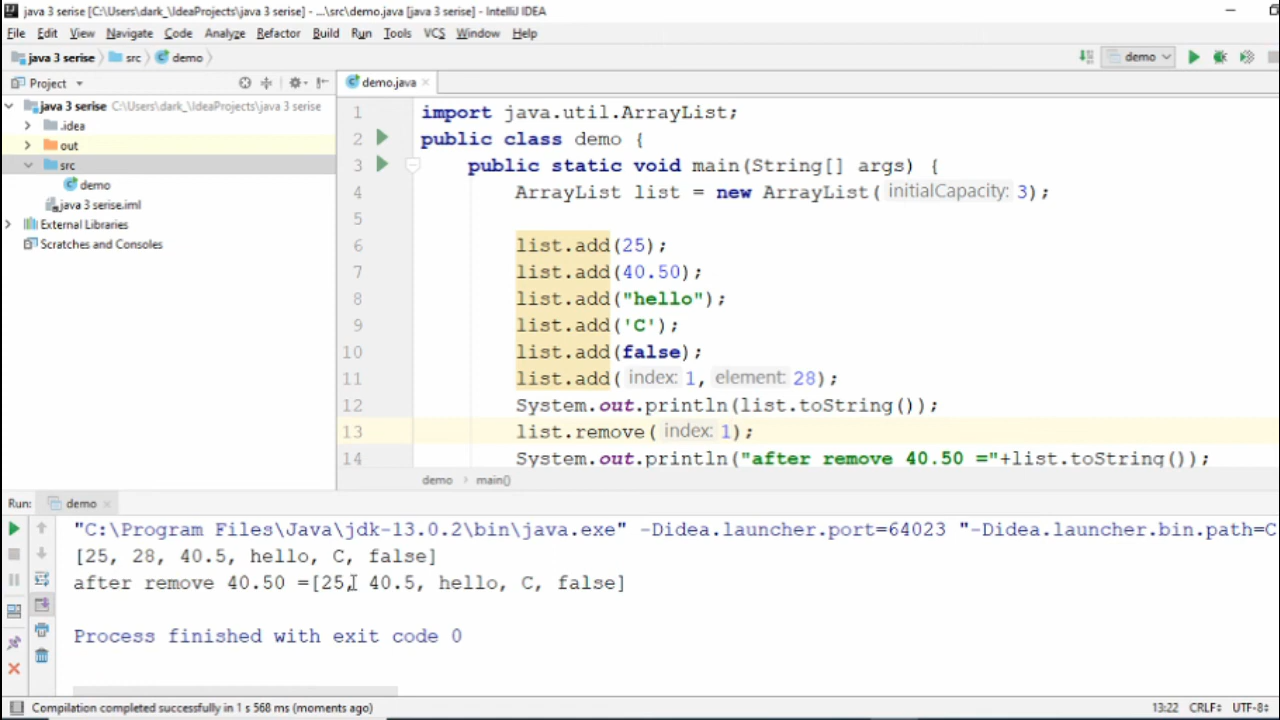 java 3 serise [C:\Users\dark_\IdeaProjects\java 3 serise] - ...\src\demo.java [java 3 serise] - IntelliJ IDEA
File Edit View Navigate Code Analyze Refactor Build Run Tools VCS Window Help
java 3 serise src demo demo
Project demo.java
java 3 serise C:\Users\dark_\IdeaProjects\java 3 serise
.idea
out
src
demo
java 3 serise.iml
External Libraries
Scratches and Consoles
1 import java.util.ArrayList;
2 public class demo {
3 public static void main(String[] args) {
4 ArrayList list = new ArrayList( initialCapacity: 3);
5
6 list.add(25);
7 list.add(40.50);
8 list.add("hello");
9 list.add('C');
10 list.add(false);
11 list.add( index: 1, element: 28);
12 System.out.println(list.toString());
13 list.remove( index: 1);
14 System.out.println("after remove 40.50 ="+list.toString());
demo main()
Run: demo
"C:\Program Files\Java\jdk-13.0.2\bin\java.exe" -Didea.launcher.port=64023 "-Didea.launcher.bin.path=C
[25, 28, 40.5, hello, C, false]
after remove 40.50 =[25, 40.5, hello, C, false]
Process finished with exit code 0
Compilation completed successfully in 1 s 568 ms (moments ago) 13:22 CRLF UTF-8